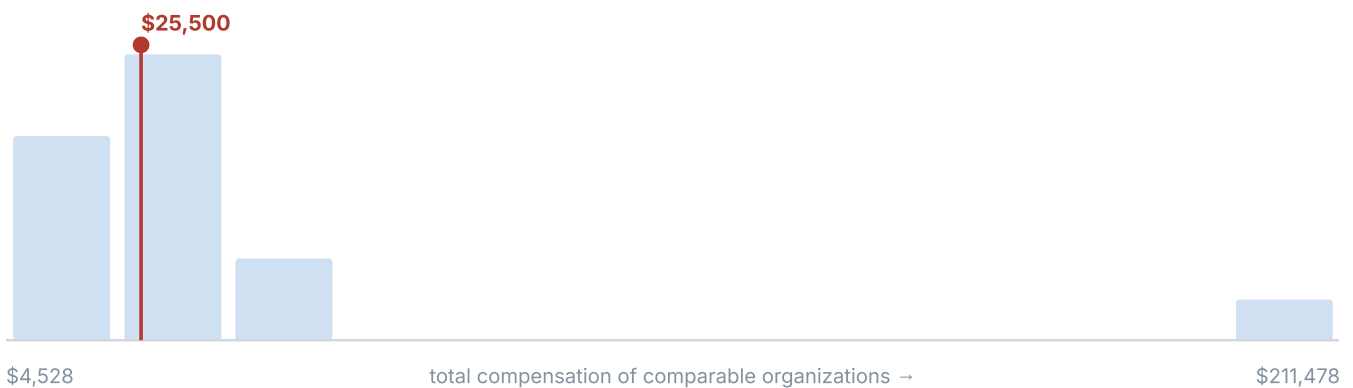 $25,500
$4,528
total compensation of comparable organizations →
$211,478